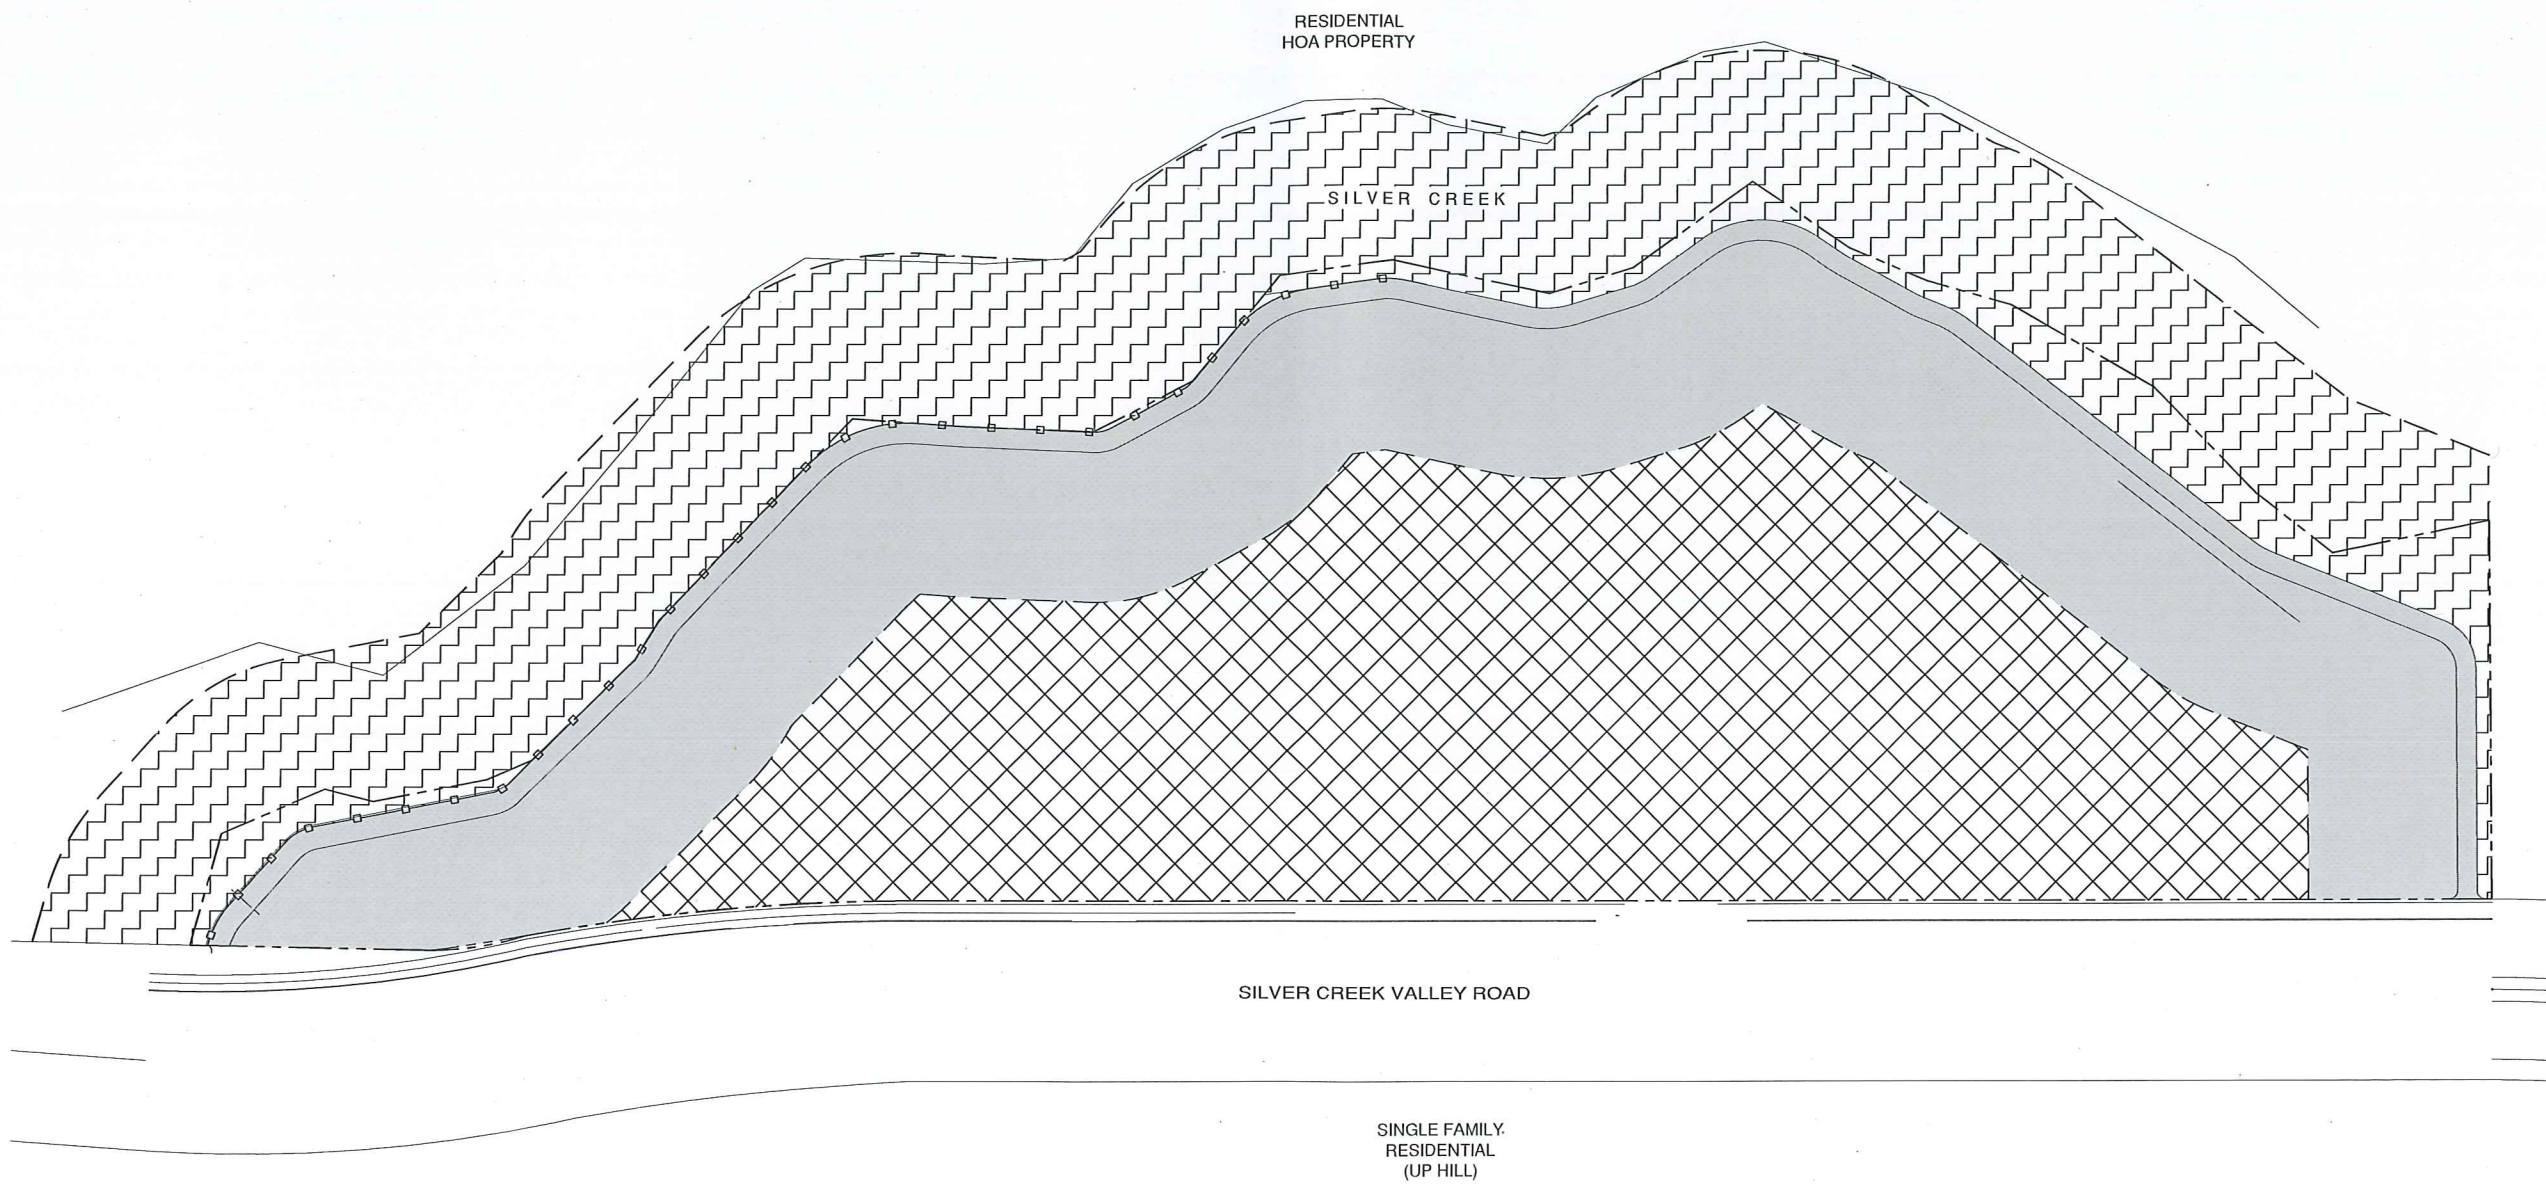 RESIDENTIAL
HOA PROPERTY
SILVER CREEK
SILVER CREEK VALLEY ROAD
SINGLE FAMILY
RESIDENTIAL
(UP HILL)